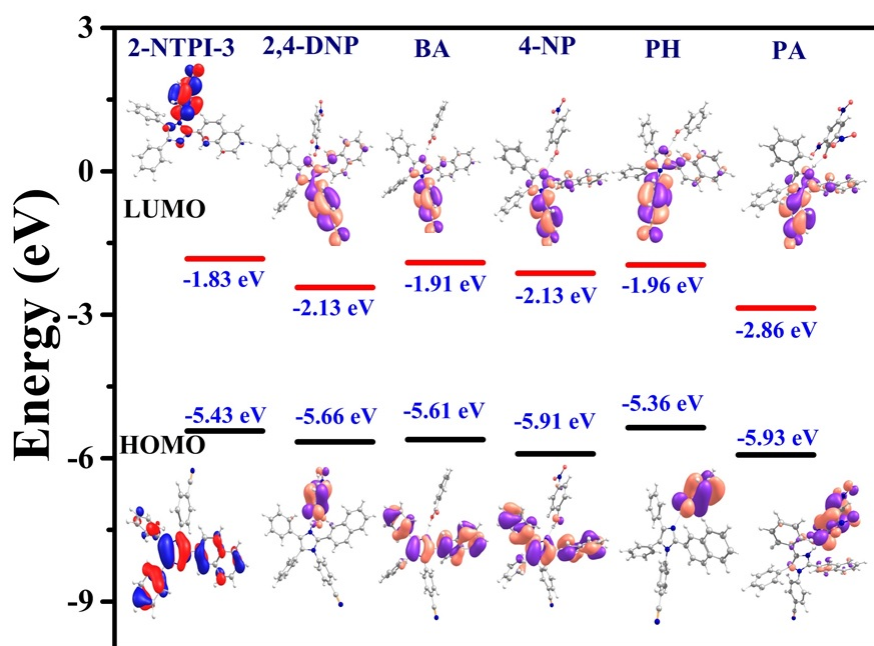 3
0
-3
-6
-9
Energy (eV)
2-NTPI-3 2,4-DNP BA 4-NP PH PA
LUMO
-1.83 eV
-2.13 eV
-1.91 eV
-2.13 eV
-1.96 eV
-2.86 eV
-5.43 eV
-5.66 eV
-5.61 eV
-5.91 eV
-5.36 eV
-5.93 eV
HOMO